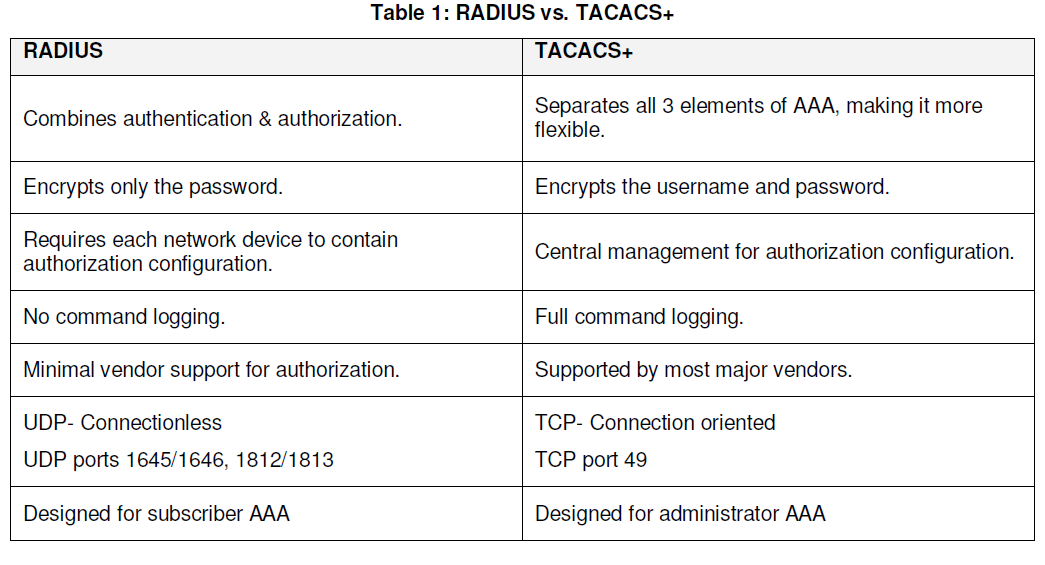 Table 1: RADIUS vs. TACACS+
RADIUS
TACACS+
Combines authentication & authorization.
Separates all 3 elements of AAA, making it more
flexible.
Encrypts only the password.
Encrypts the username and password.
Requires each network device to contain
authorization configuration.
Central management for authorization configuration.
No command logging.
Full command logging.
Minimal vendor support for authorization.
Supported by most major vendors.
UDP- Connectionless
UDP ports 1645/1646, 1812/1813
TCP- Connection oriented
TCP port 49
Designed for subscriber AAA
Designed for administrator AAA